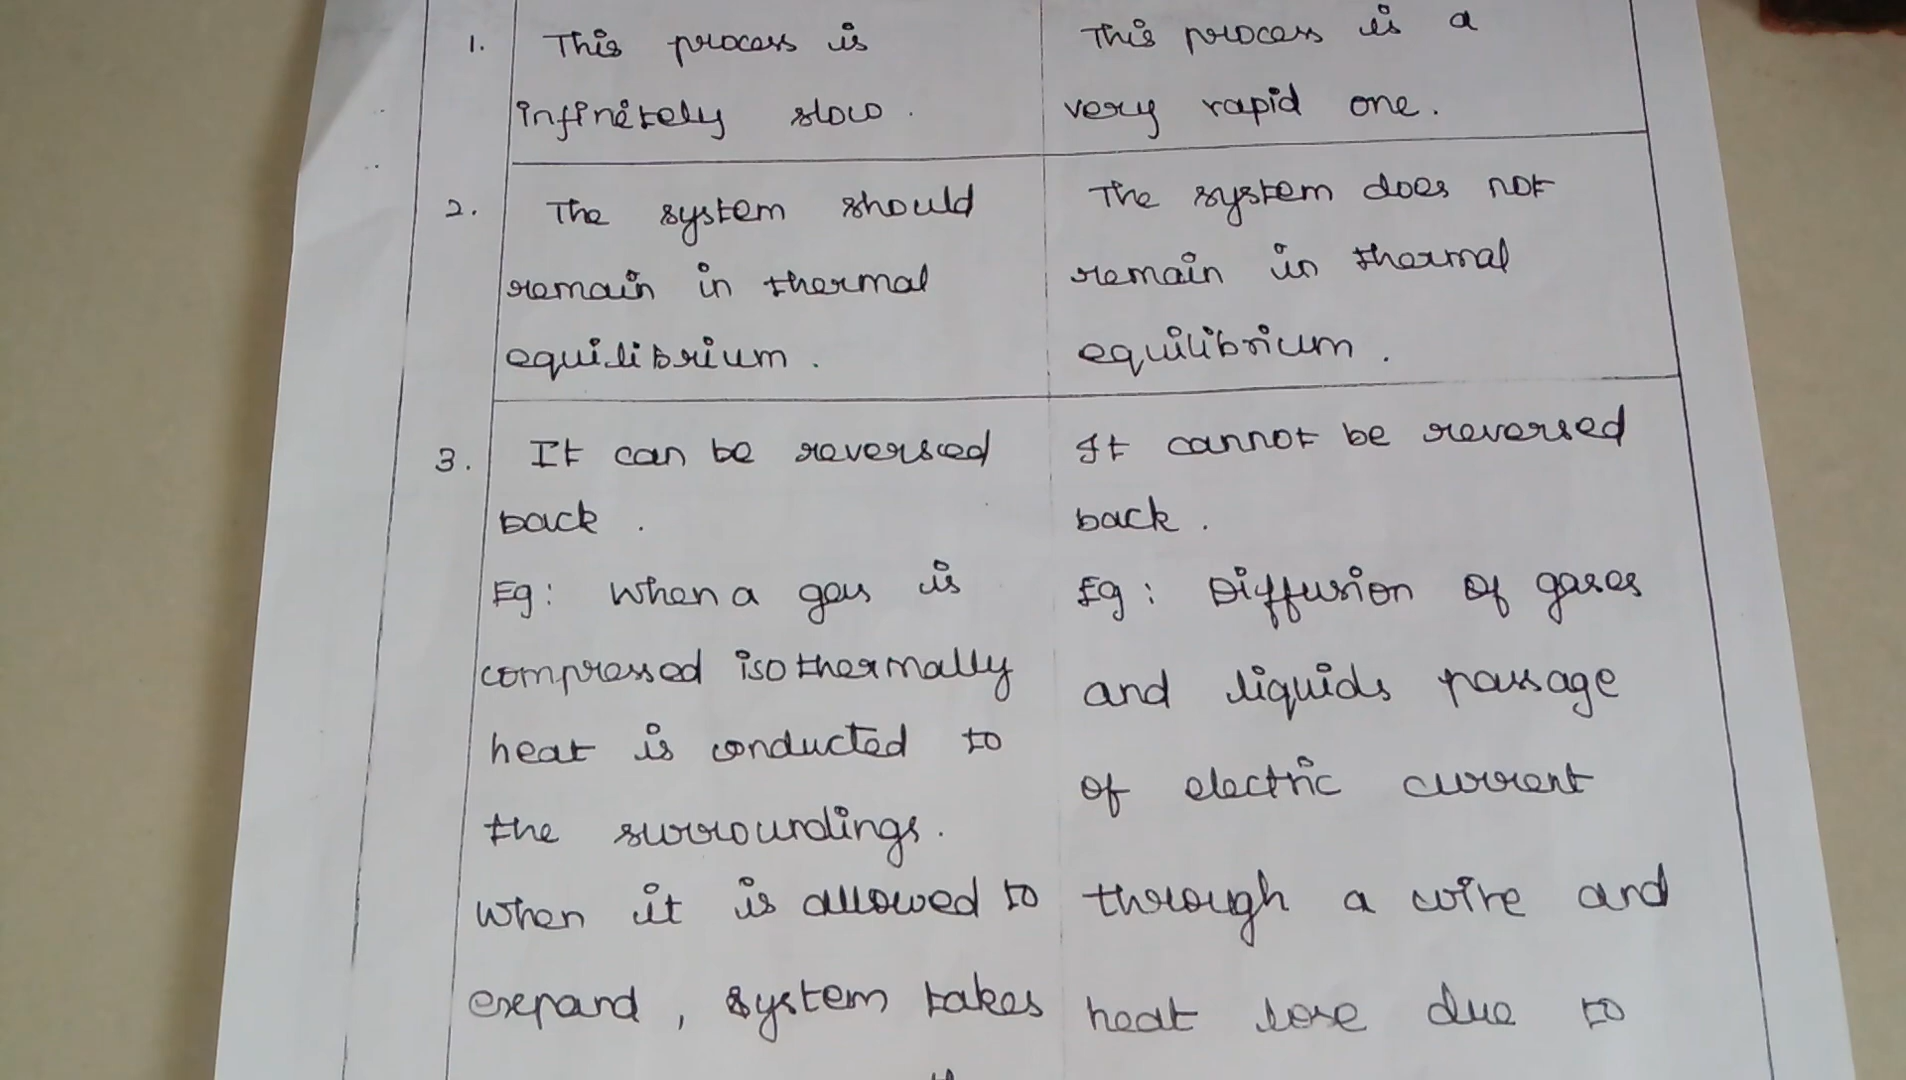 1.
This process is
infinitely slow.
This process is a
very rapid one.
2.
The system should
remain in thermal
equilibrium.
The system does not
remain in thermal
equilibrium.
3.
It can be reversed
back.
Eg: When a gas is
compressed isothermally
heat is conducted to
the surroundings.
When it is allowed to
expand, system takes
It cannot be reversed
back.
Eg: Diffusion of gases
and liquids passage
of electric current
through a wire and
heat lose due to